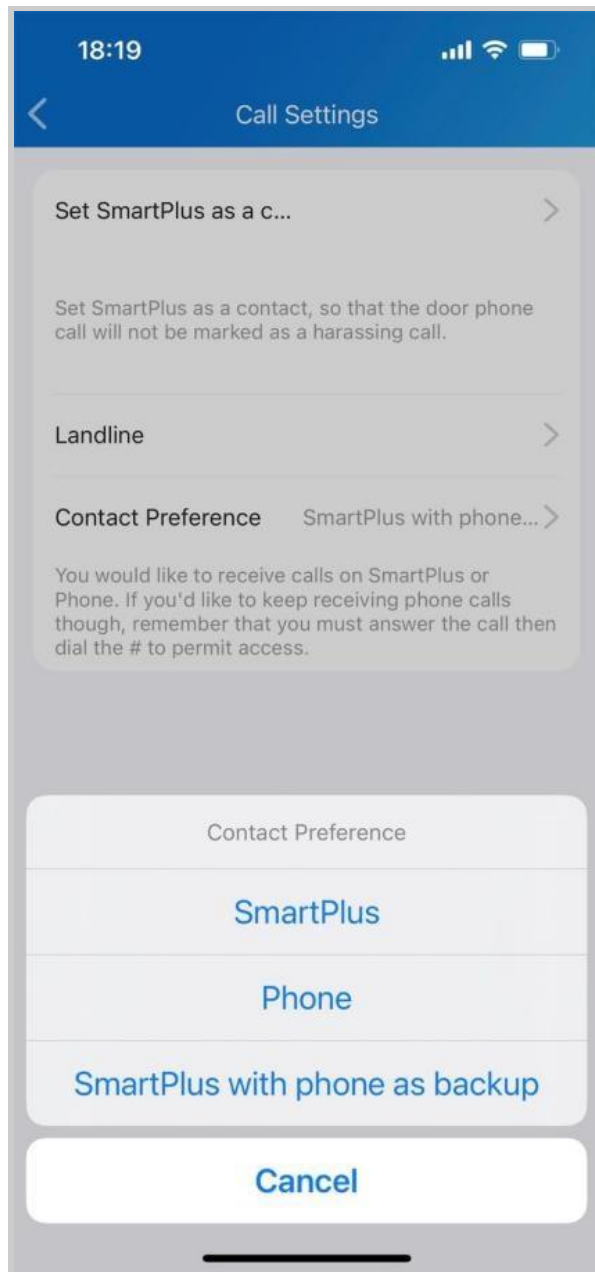 18:19
Call Settings
Set SmartPlus as a c...
Set SmartPlus as a contact, so that the door phone
call will not be marked as a harassing call.
Landline
Contact Preference SmartPlus with phone...
You would like to receive calls on SmartPlus or
Phone. If you'd like to keep receiving phone calls
though, remember that you must answer the call then
dial the # to permit access.
Contact Preference
SmartPlus
Phone
SmartPlus with phone as backup
Cancel